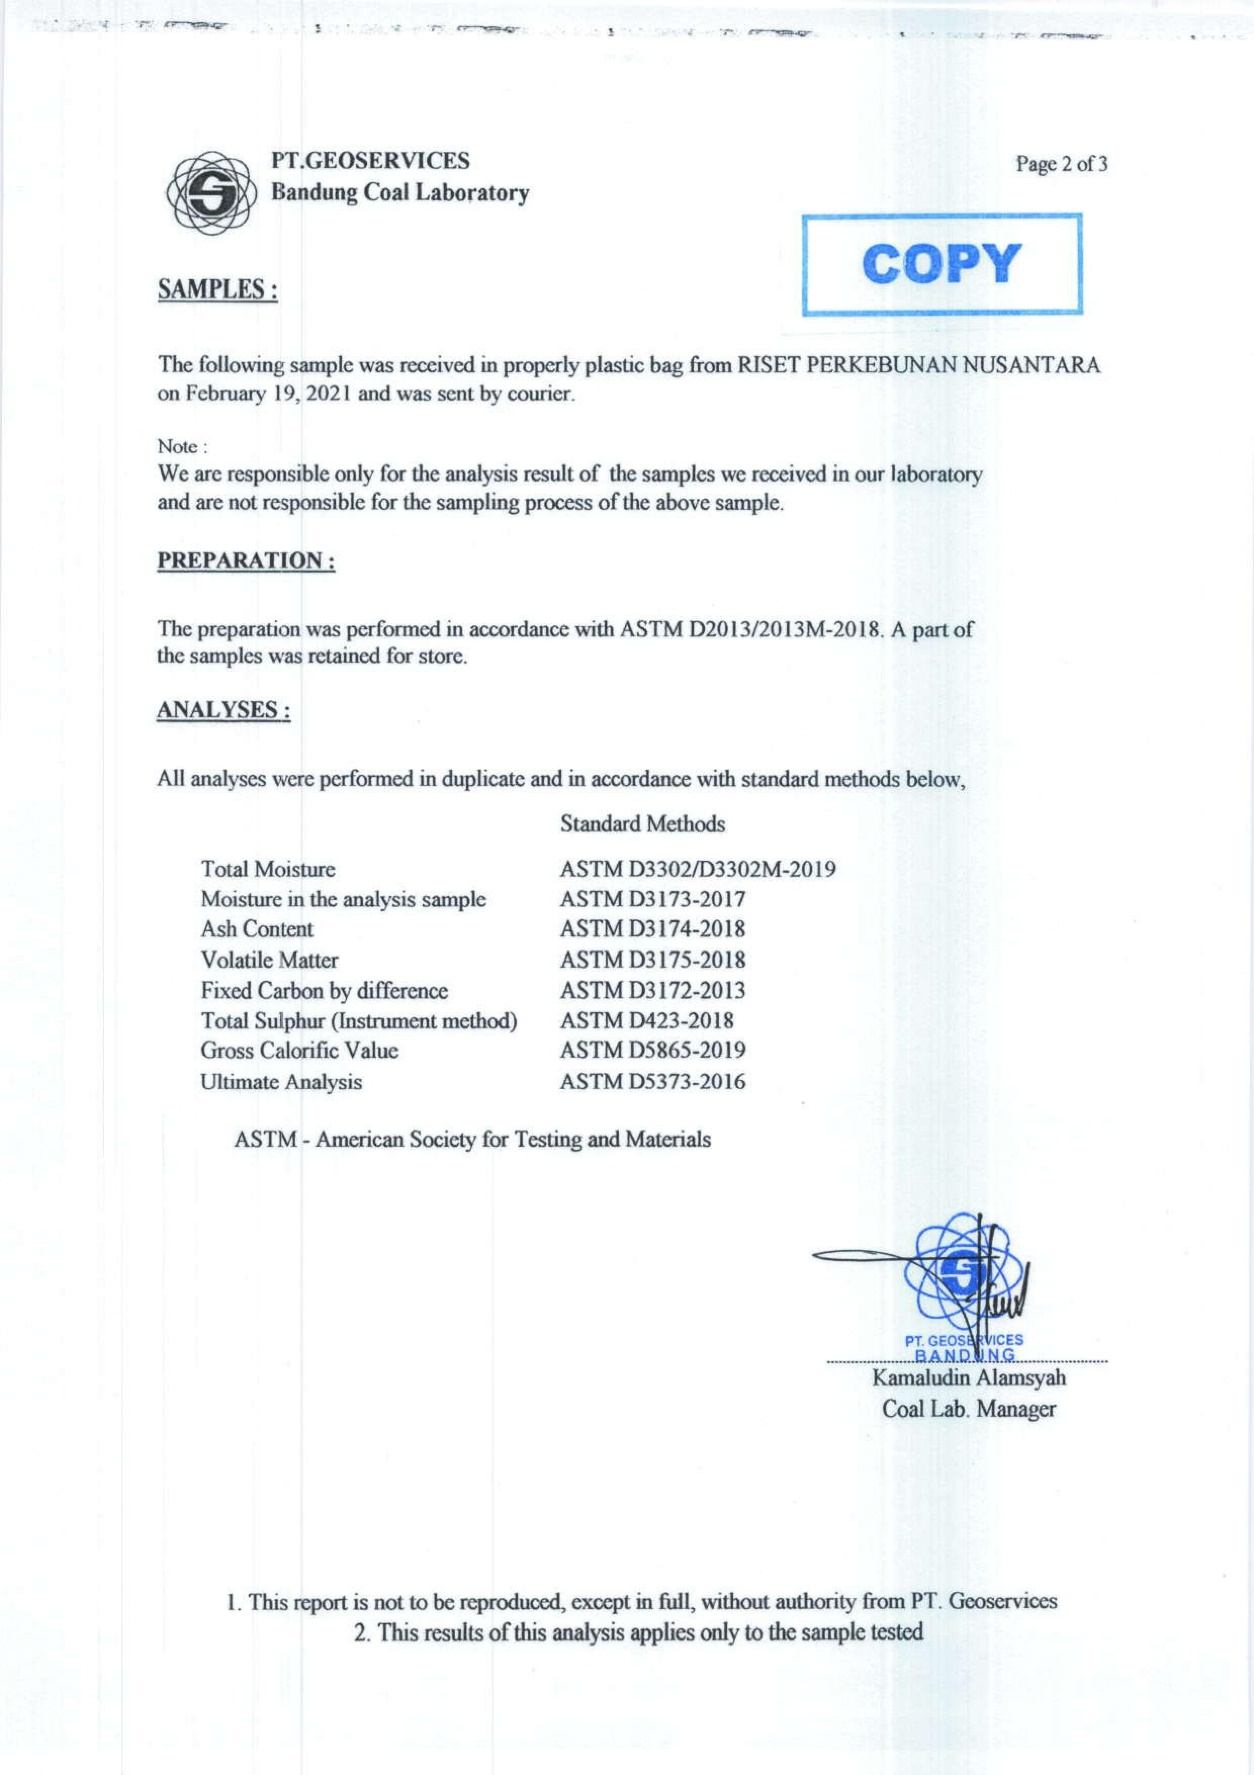 PT.GEOSERVICES
Bandung Coal Laboratory
Page 2 of 3
COPY
SAMPLES :
The following sample was received in properly plastic bag from RISET PERKEBUNAN NUSANTARA
on February 19, 2021 and was sent by courier.
Note :
We are responsible only for the analysis result of the samples we received in our laboratory
and are not responsible for the sampling process of the above sample.
PREPARATION :
The preparation was performed in accordance with ASTM D2013/2013M-2018. A part of
the samples was retained for store.
ANALYSES :
All analyses were performed in duplicate and in accordance with standard methods below,
Standard Methods
Total Moisture ASTM D3302/D3302M-2019
Moisture in the analysis sample ASTM D3173-2017
Ash Content ASTM D3174-2018
Volatile Matter ASTM D3175-2018
Fixed Carbon by difference ASTM D3172-2013
Total Sulphur (Instrument method) ASTM D423-2018
Gross Calorific Value ASTM D5865-2019
Ultimate Analysis ASTM D5373-2016
ASTM - American Society for Testing and Materials
PT. GEOSERVICES
BANDUNG
Kamaludin Alamsyah
Coal Lab. Manager
1. This report is not to be reproduced, except in full, without authority from PT. Geoservices
2. This results of this analysis applies only to the sample tested